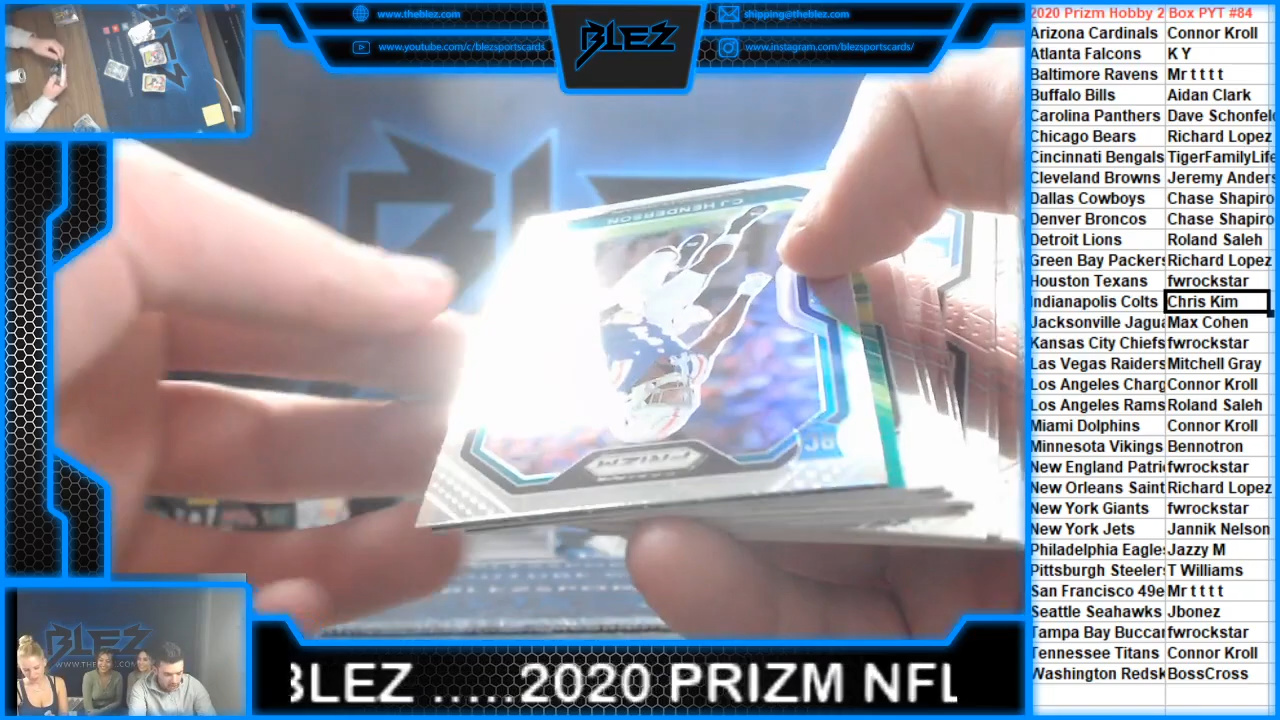 www.theblez.com
www.youtube.com/c/blezsportscards
BLEZ
shipping@theblez.com
www.instagram.com/blezsportscards/
CJ HENDERSON
PRIZM
BLEZ
BLEZ .....2020 PRIZM NFL
2020 Prizm Hobby 2 Box PYT #84
Arizona Cardinals Connor Kroll
Atlanta Falcons K Y
Baltimore Ravens Mr t t t t
Buffalo Bills Aidan Clark
Carolina Panthers Dave Schonfeld
Chicago Bears Richard Lopez
Cincinnati Bengals TigerFamilyLife
Cleveland Browns Jeremy Anders
Dallas Cowboys Chase Shapiro
Denver Broncos Chase Shapiro
Detroit Lions Roland Saleh
Green Bay Packers Richard Lopez
Houston Texans fwrockstar
Indianapolis Colts Chris Kim
Jacksonville Jagua Max Cohen
Kansas City Chiefs fwrockstar
Las Vegas Raiders Mitchell Gray
Los Angeles Charg Connor Kroll
Los Angeles Rams Roland Saleh
Miami Dolphins Connor Kroll
Minnesota Vikings Bennotron
New England Patri fwrockstar
New Orleans Saint Richard Lopez
New York Giants fwrockstar
New York Jets Jannik Nelson
Philadelphia Eagles Jazzy M
Pittsburgh Steelers T Williams
San Francisco 49e Mr t t t t
Seattle Seahawks Jbonez
Tampa Bay Buccar fwrockstar
Tennessee Titans Connor Kroll
Washington Redsk BossCross